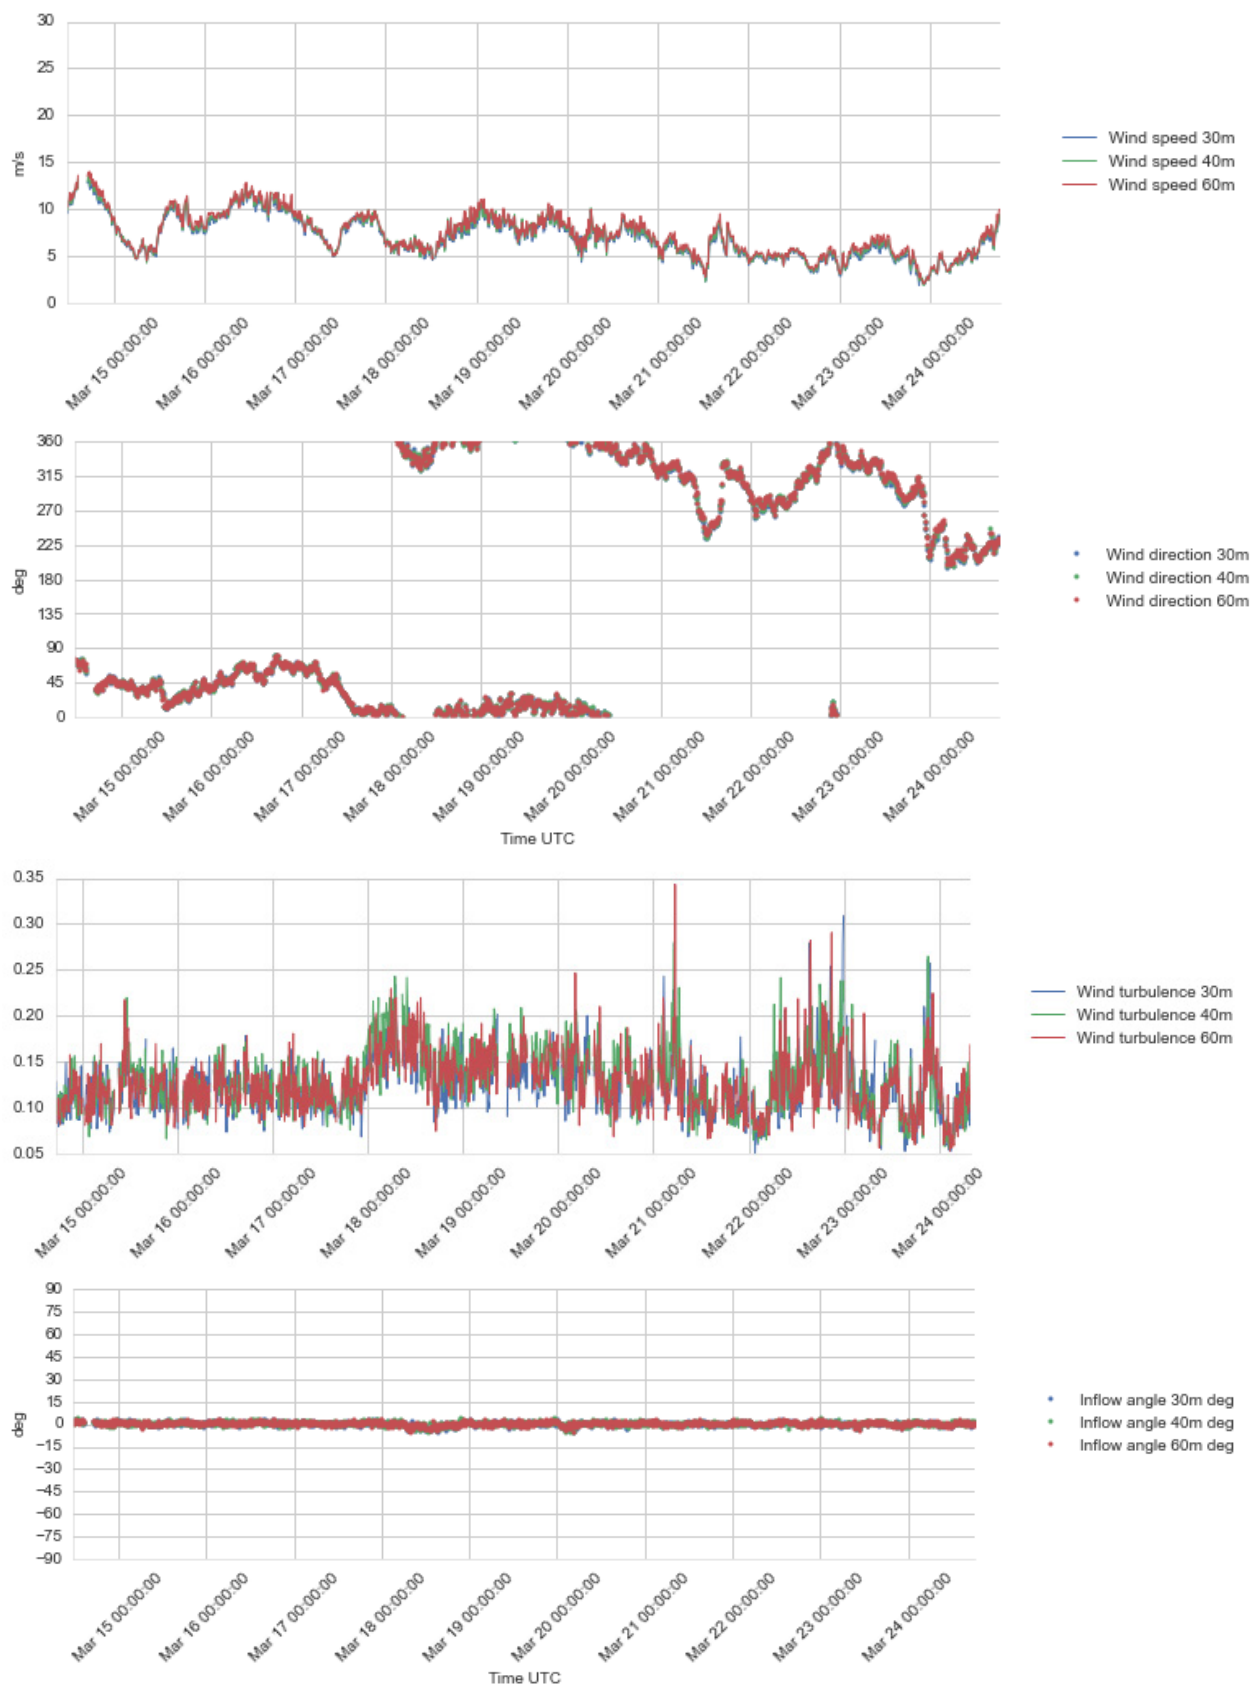 30
25
20
15
10
5
0
m/s
Mar 15 00:00:00
Mar 16 00:00:00
Mar 17 00:00:00
Mar 18 00:00:00
Mar 19 00:00:00
Mar 20 00:00:00
Mar 21 00:00:00
Mar 22 00:00:00
Mar 23 00:00:00
Mar 24 00:00:00
Wind speed 30m
Wind speed 40m
Wind speed 60m
360
315
270
225
180
135
90
45
0
deg
Mar 15 00:00:00
Mar 16 00:00:00
Mar 17 00:00:00
Mar 18 00:00:00
Mar 19 00:00:00
Mar 20 00:00:00
Mar 21 00:00:00
Mar 22 00:00:00
Mar 23 00:00:00
Mar 24 00:00:00
Time UTC
Wind direction 30m
Wind direction 40m
Wind direction 60m
0.35
0.30
0.25
0.20
0.15
0.10
0.05
Mar 15 00:00:00
Mar 16 00:00:00
Mar 17 00:00:00
Mar 18 00:00:00
Mar 19 00:00:00
Mar 20 00:00:00
Mar 21 00:00:00
Mar 22 00:00:00
Mar 23 00:00:00
Mar 24 00:00:00
Wind turbulence 30m
Wind turbulence 40m
Wind turbulence 60m
90
75
60
45
30
15
0
−15
−30
−45
−60
−75
−90
deg
Mar 15 00:00:00
Mar 16 00:00:00
Mar 17 00:00:00
Mar 18 00:00:00
Mar 19 00:00:00
Mar 20 00:00:00
Mar 21 00:00:00
Mar 22 00:00:00
Mar 23 00:00:00
Mar 24 00:00:00
Time UTC
Inflow angle 30m deg
Inflow angle 40m deg
Inflow angle 60m deg